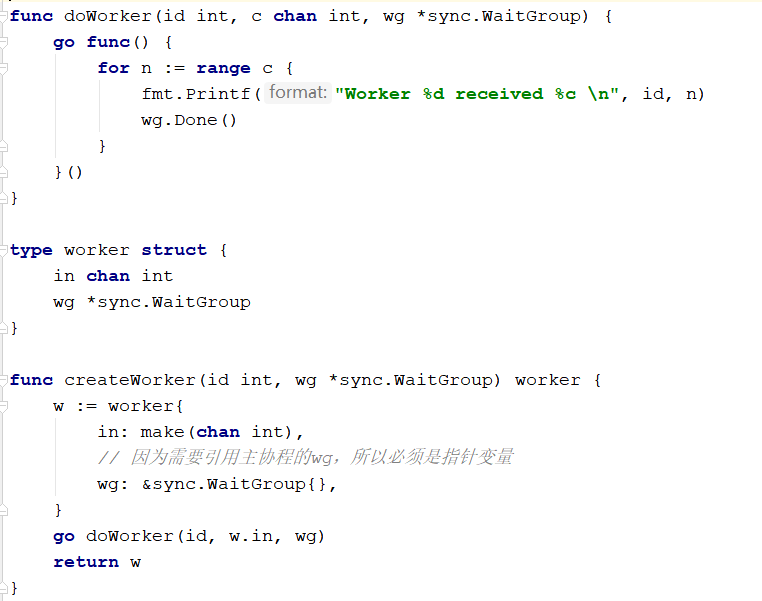 func doWorker(id int, c chan int, wg *sync.WaitGroup) {
    go func() {
        for n := range c {
            fmt.Printf( format: "Worker %d received %c \n", id, n)
            wg.Done()
        }
    }()
}

type worker struct {
    in chan int
    wg *sync.WaitGroup
}

func createWorker(id int, wg *sync.WaitGroup) worker {
    w := worker{
        in: make(chan int),
        // 因为需要引用主协程的wg，所以必须是指针变量
        wg: &sync.WaitGroup{},
    }
    go doWorker(id, w.in, wg)
    return w
}